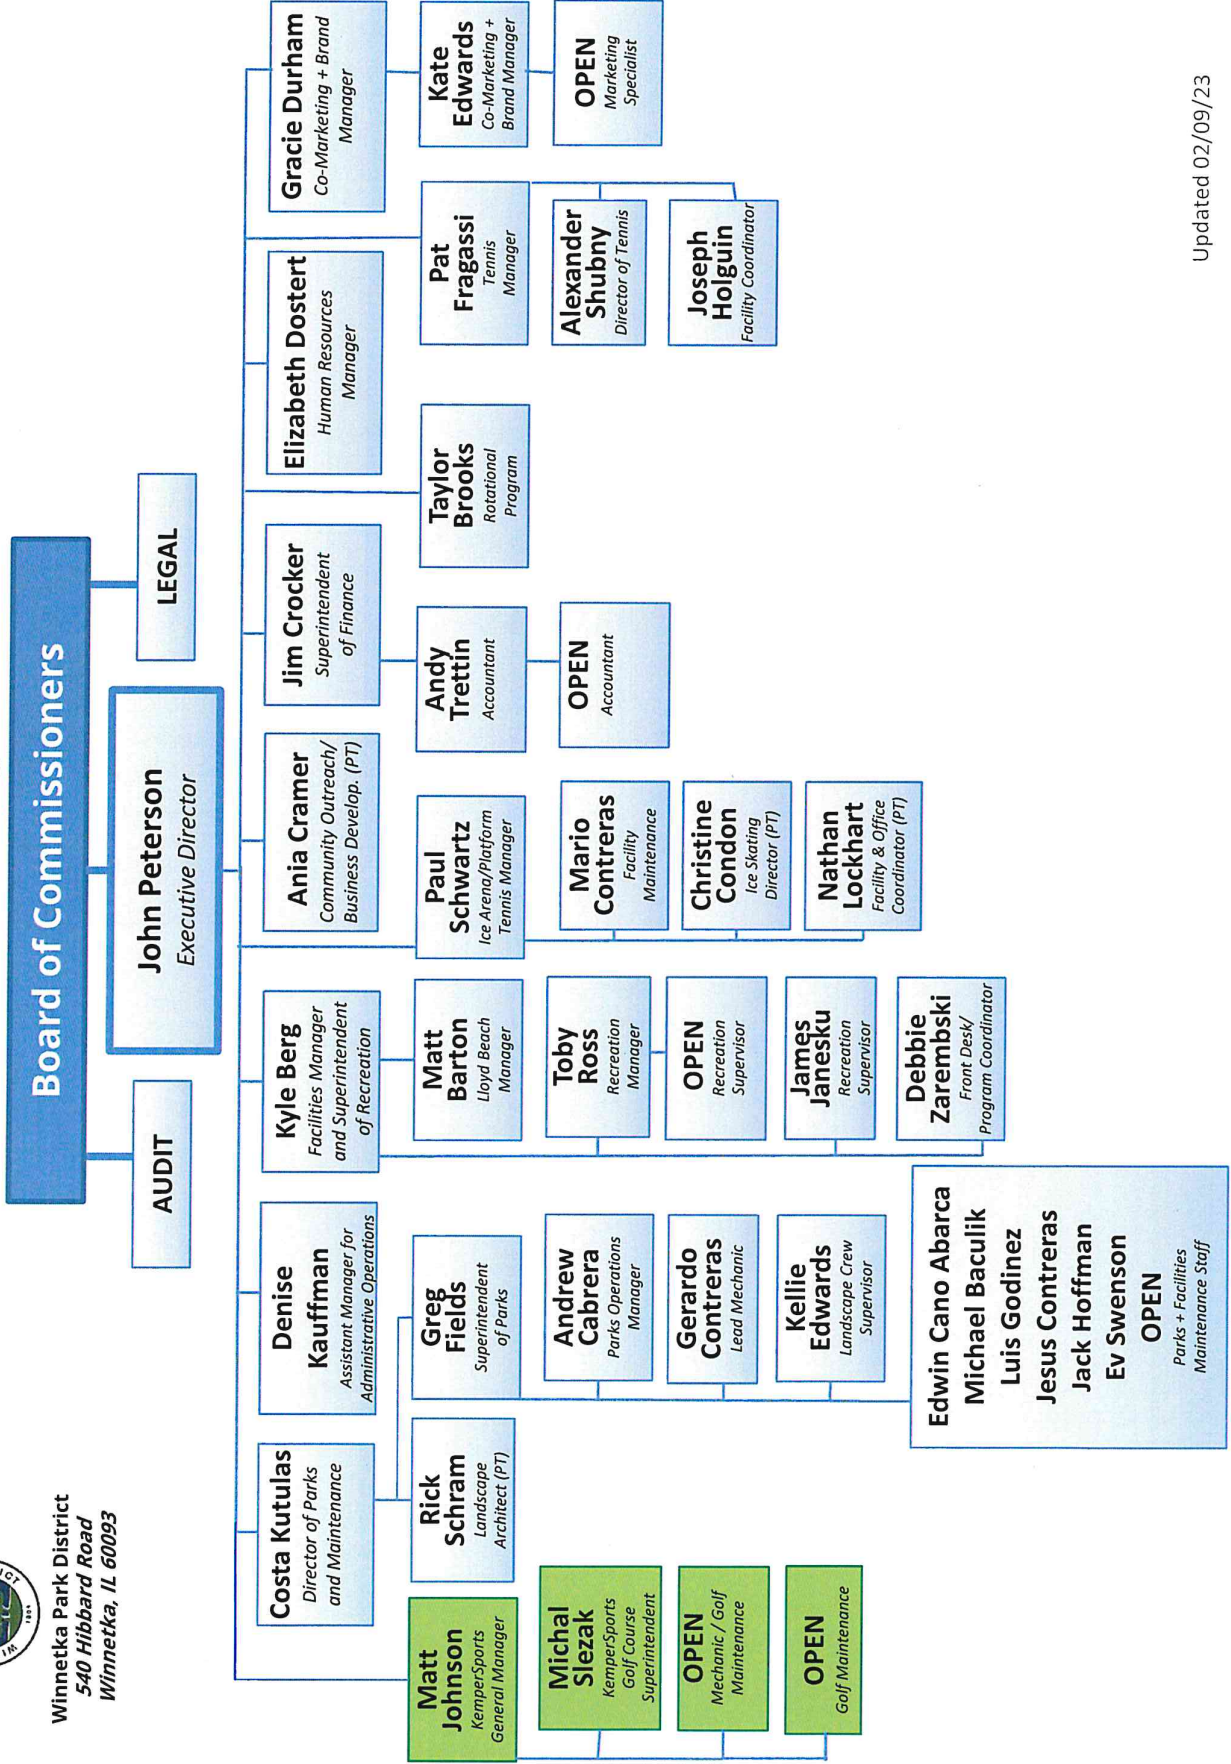 Winnetka Park District
540 Hibbard Road
Winnetka, IL 60093
Board of Commissioners
AUDIT
John Peterson
Executive Director
LEGAL
Matt
Johnson
KemperSports
General Manager
Michal
Slezak
KemperSports
Golf Course
Superintendent
OPEN
Mechanic / Golf
Maintenance
OPEN
Golf Maintenance
Costa Kutulas
Director of Parks
and Maintenance
Rick
Schram
Landscape
Architect (PT)
Greg
Fields
Superintendent
of Parks
Andrew
Cabrera
Parks Operations
Manager
Gerardo
Contreras
Lead Mechanic
Kellie
Edwards
Landscape Crew
Supervisor
Edwin Cano Abarca
Michael Baculik
Luis Godinez
Jesus Contreras
Jack Hoffman
Ev Swenson
OPEN
Parks + Facilities
Maintenance Staff
Denise
Kauffman
Assistant Manager for
Administrative Operations
Kyle Berg
Facilities Manager
and Superintendent
of Recreation
Matt
Barton
Lloyd Beach
Manager
Toby
Ross
Recreation
Manager
OPEN
Recreation
Supervisor
James
Janesku
Recreation
Supervisor
Debbie
Zarembski
Front Desk/
Program Coordinator
Paul
Schwartz
Ice Arena/Platform
Tennis Manager
Mario
Contreras
Facility
Maintenance
Christine
Condon
Ice Skating
Director (PT)
Nathan
Lockhart
Facility & Office
Coordinator (PT)
Ania Cramer
Community Outreach/
Business Develop. (PT)
Jim Crocker
Superintendent
of Finance
Andy
Trettin
Accountant
OPEN
Accountant
Taylor
Brooks
Rotational
Program
Elizabeth Dostert
Human Resources
Manager
Pat
Fragassi
Tennis
Manager
Alexander
Shubny
Director of Tennis
Joseph
Holguin
Facility Coordinator
Gracie Durham
Co-Marketing + Brand
Manager
Kate
Edwards
Co-Marketing +
Brand Manager
OPEN
Marketing
Specialist
Updated 02/09/23